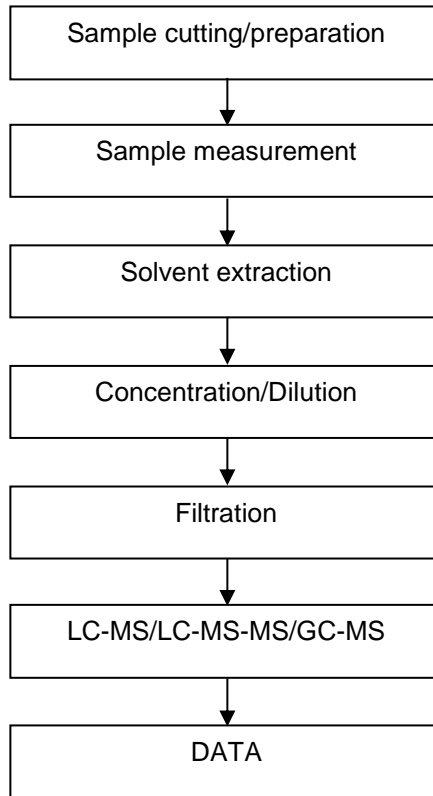 Sample cutting/preparation
Sample measurement
Solvent extraction
Concentration/Dilution
Filtration
LC-MS/LC-MS-MS/GC-MS
DATA